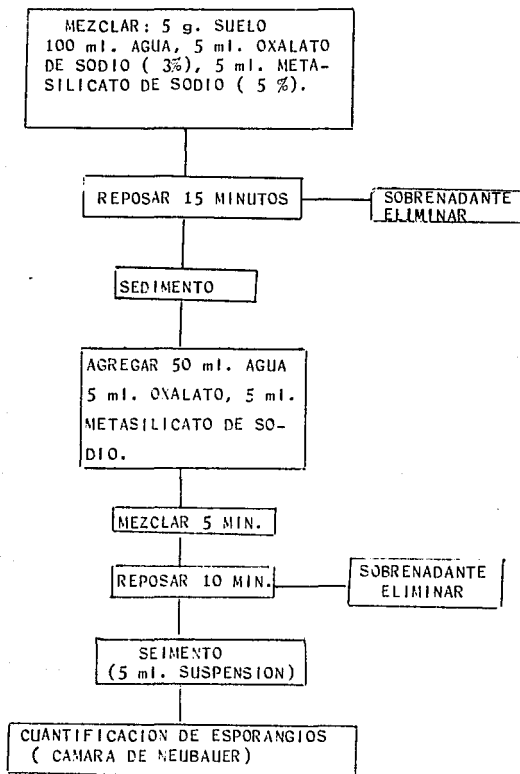 MEZCLAR: 5 g. SUELO
100 ml. AGUA, 5 ml. OXALATO
DE SODIO ( 3%), 5 ml. META-
SILICATO DE SODIO ( 5 %).
REPOSAR 15 MINUTOS
SOBRENADANTE
ELIMINAR
SEDIMENTO
AGREGAR 50 ml. AGUA
5 ml. OXALATO, 5 ml.
METASILICATO DE SO-
DIO.
MEZCLAR 5 MIN.
REPOSAR 10 MIN.
SOBRENADANTE
ELIMINAR
SEIMENTO
(5 ml. SUSPENSION)
CUANTIFICACION DE ESPORANGIOS
( CAMARA DE NEUBAUER)